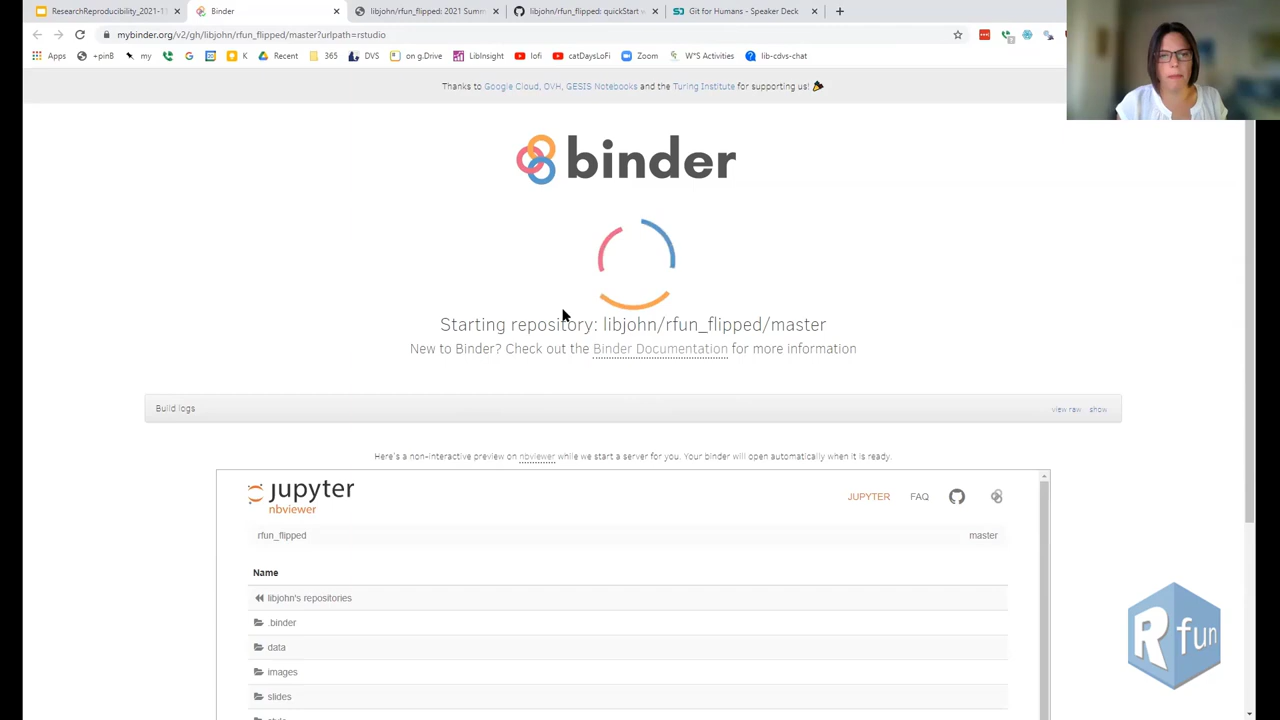 ResearchReproducibility_2021-11
Binder
libjohn/rfun_flipped: 2021 Sum
libjohn/rfun_flipped: quickStart
Git for Humans - Speaker Deck
mybinder.org/v2/gh/libjohn/rfun_flipped/master?urlpath=rstudio
Apps
+pinB
my
K
Recent
365
DVS
on g.Drive
LibInsight
lofi
catDaysLoFi
Zoom
W*S Activities
lib-cdvs-chat
Thanks to Google Cloud, OVH, GESIS Notebooks and the Turing Institute for supporting us! 🎉
binder
Starting repository: libjohn/rfun_flipped/master
New to Binder? Check out the Binder Documentation for more information
Build logs
view raw show
Here's a non-interactive preview on nbviewer while we start a server for you. Your binder will open automatically when it is ready.
jupyter
nbviewer
JUPYTER FAQ
rfun_flipped
master
Name
libjohn's repositories
.binder
data
images
slides
R fun